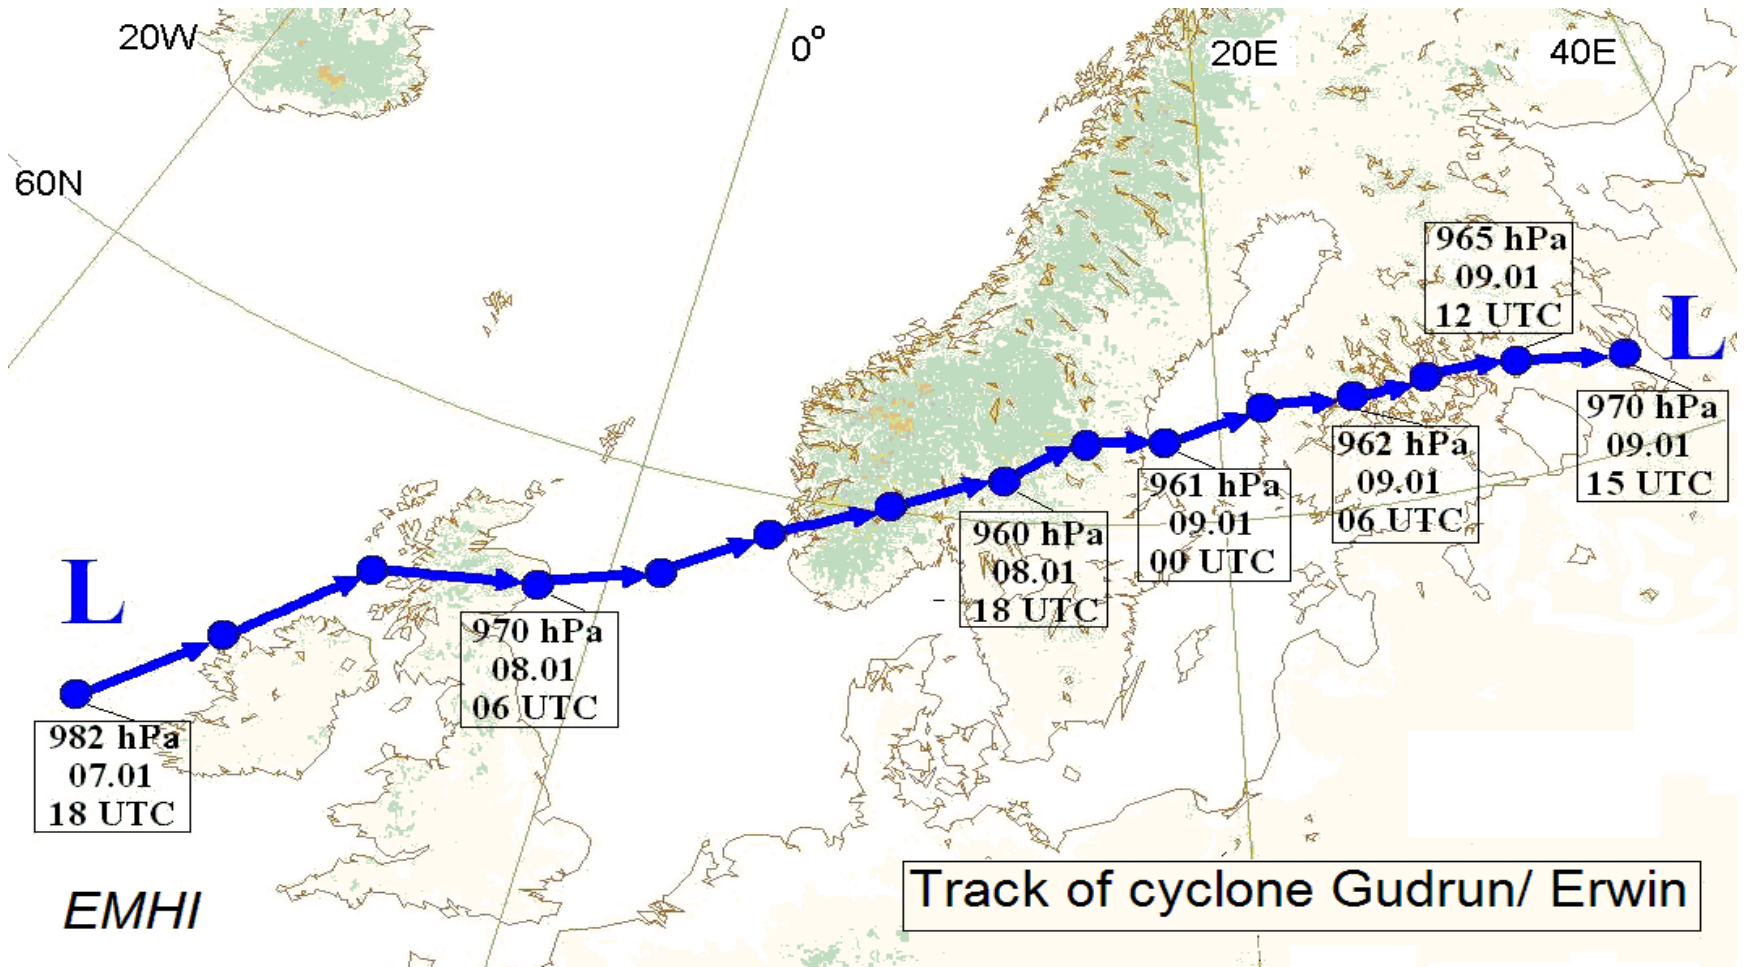 20W
0°
20E
40E
60N
965 hPa
09.01
12 UTC
L
970 hPa
09.01
15 UTC
962 hPa
09.01
06 UTC
961 hPa
09.01
00 UTC
960 hPa
08.01
18 UTC
L
970 hPa
08.01
06 UTC
982 hPa
07.01
18 UTC
EMHI
Track of cyclone Gudrun/ Erwin